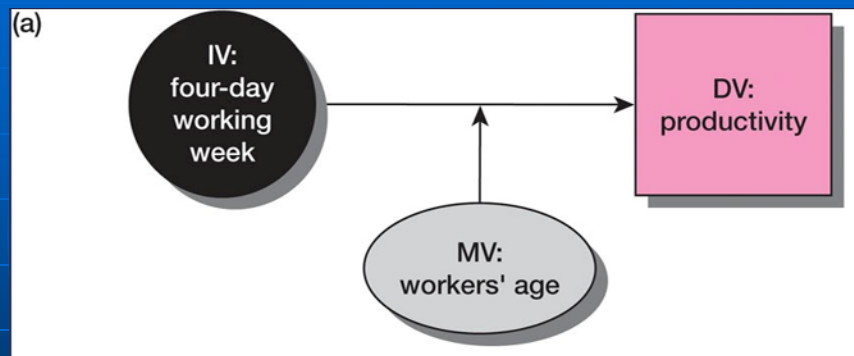 (a)
IV:
four-day
working
week
DV:
productivity
MV:
workers' age